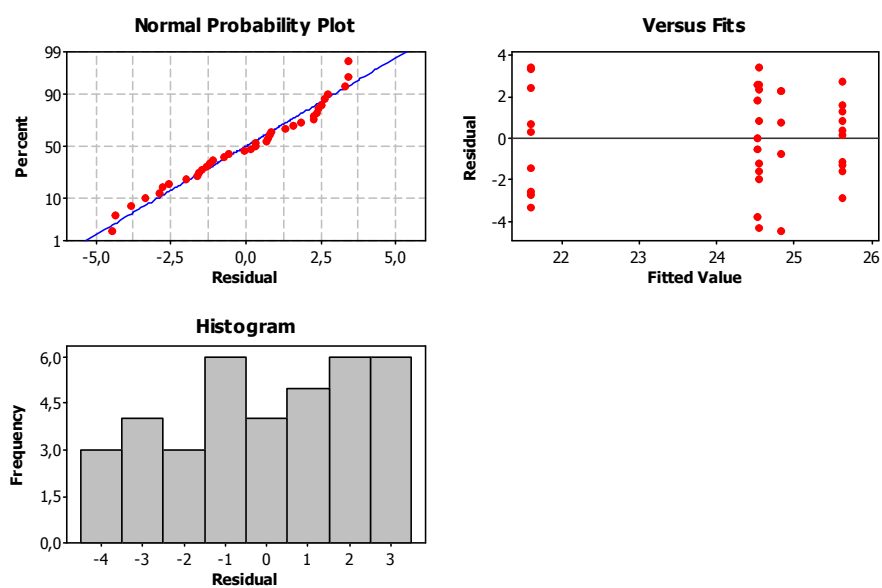 Normal Probability Plot
99
90
50
10
1
Percent
-5,0 -2,5 0,0 2,5 5,0
Residual
Versus Fits
4
2
0
-2
-4
Residual
22 23 24 25 26
Fitted Value
Histogram
6,0
4,5
3,0
1,5
0,0
Frequency
-4 -3 -2 -1 0 1 2 3
Residual